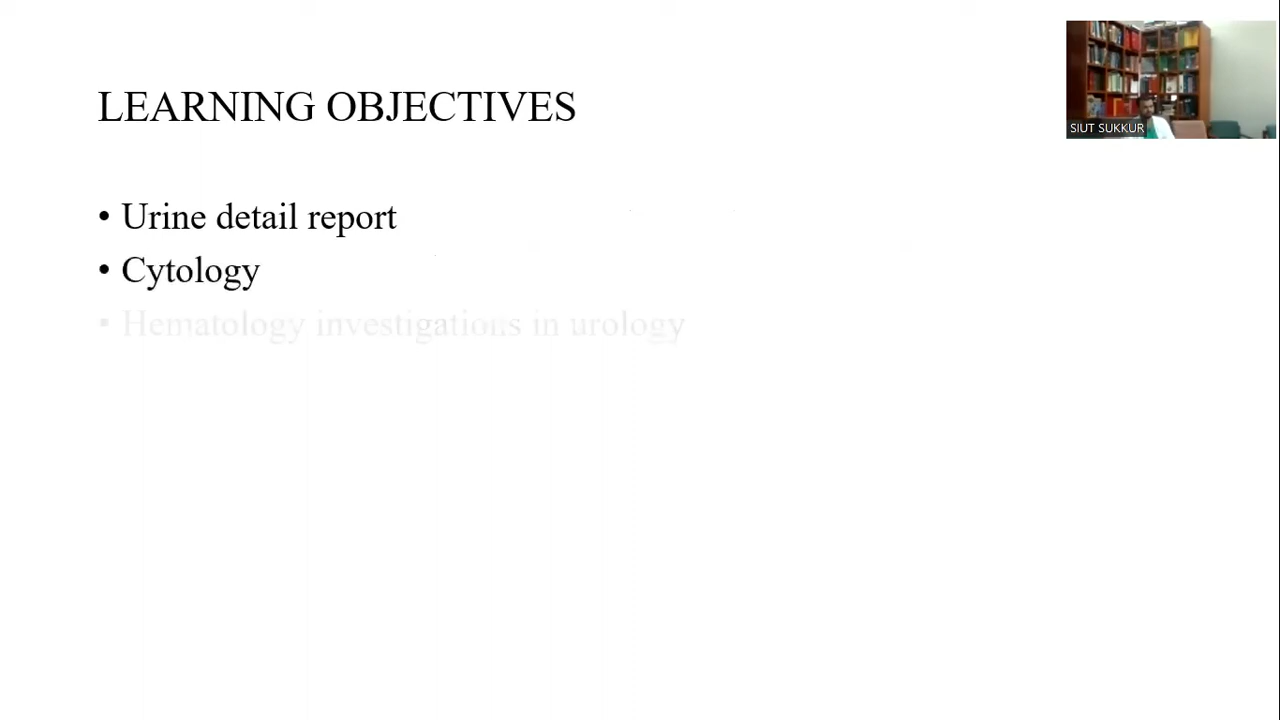 LEARNING OBJECTIVES
SIUT SUKKUR
• Urine detail report
• Cytology
• Hematology investigations in urology